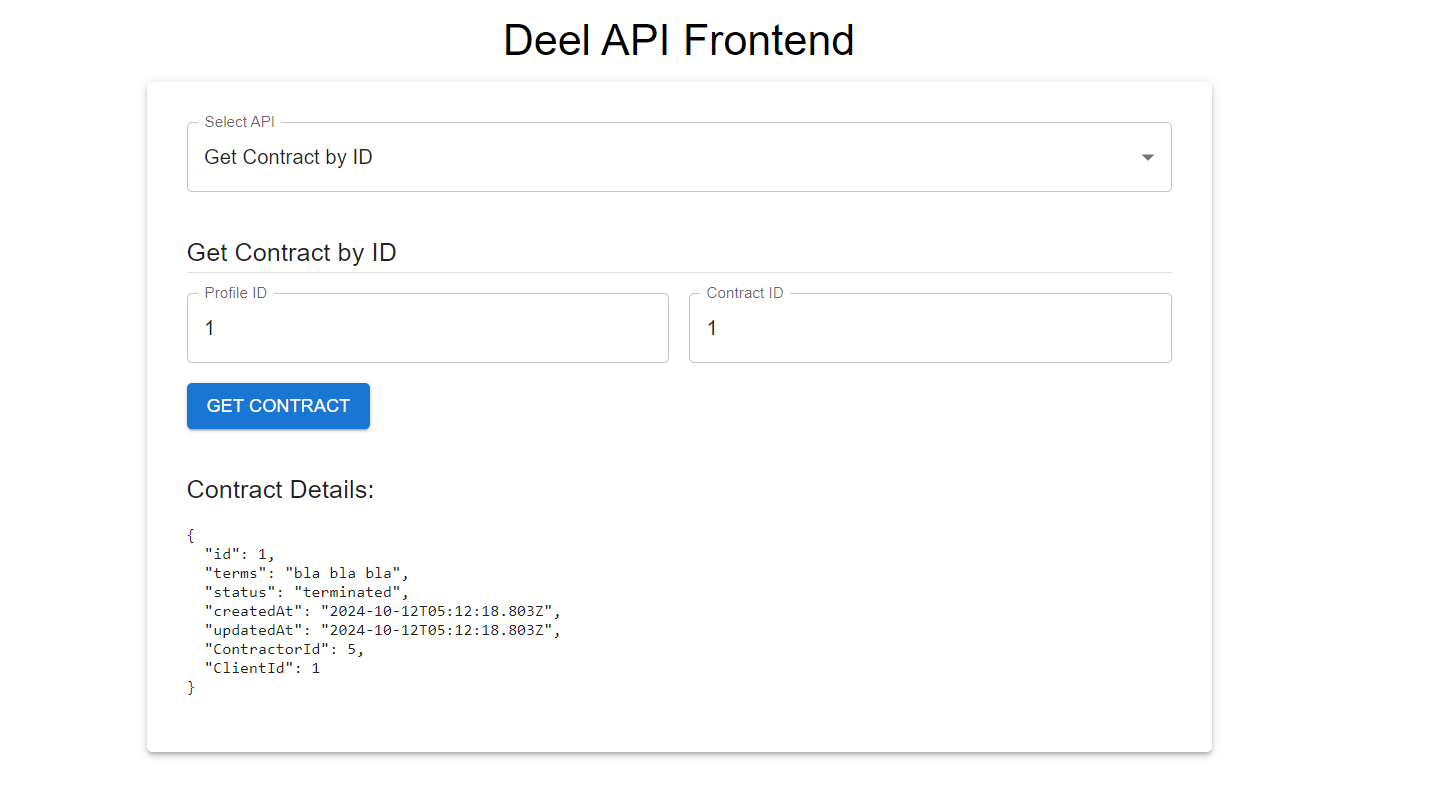 Deel API Frontend
Select API
Get Contract by ID
Get Contract by ID
Profile ID
Contract ID
1
1
GET CONTRACT
Contract Details:
{
  "id": 1,
  "terms": "bla bla bla",
  "status": "terminated",
  "createdAt": "2024-10-12T05:12:18.803Z",
  "updatedAt": "2024-10-12T05:12:18.803Z",
  "ContractorId": 5,
  "ClientId": 1
}